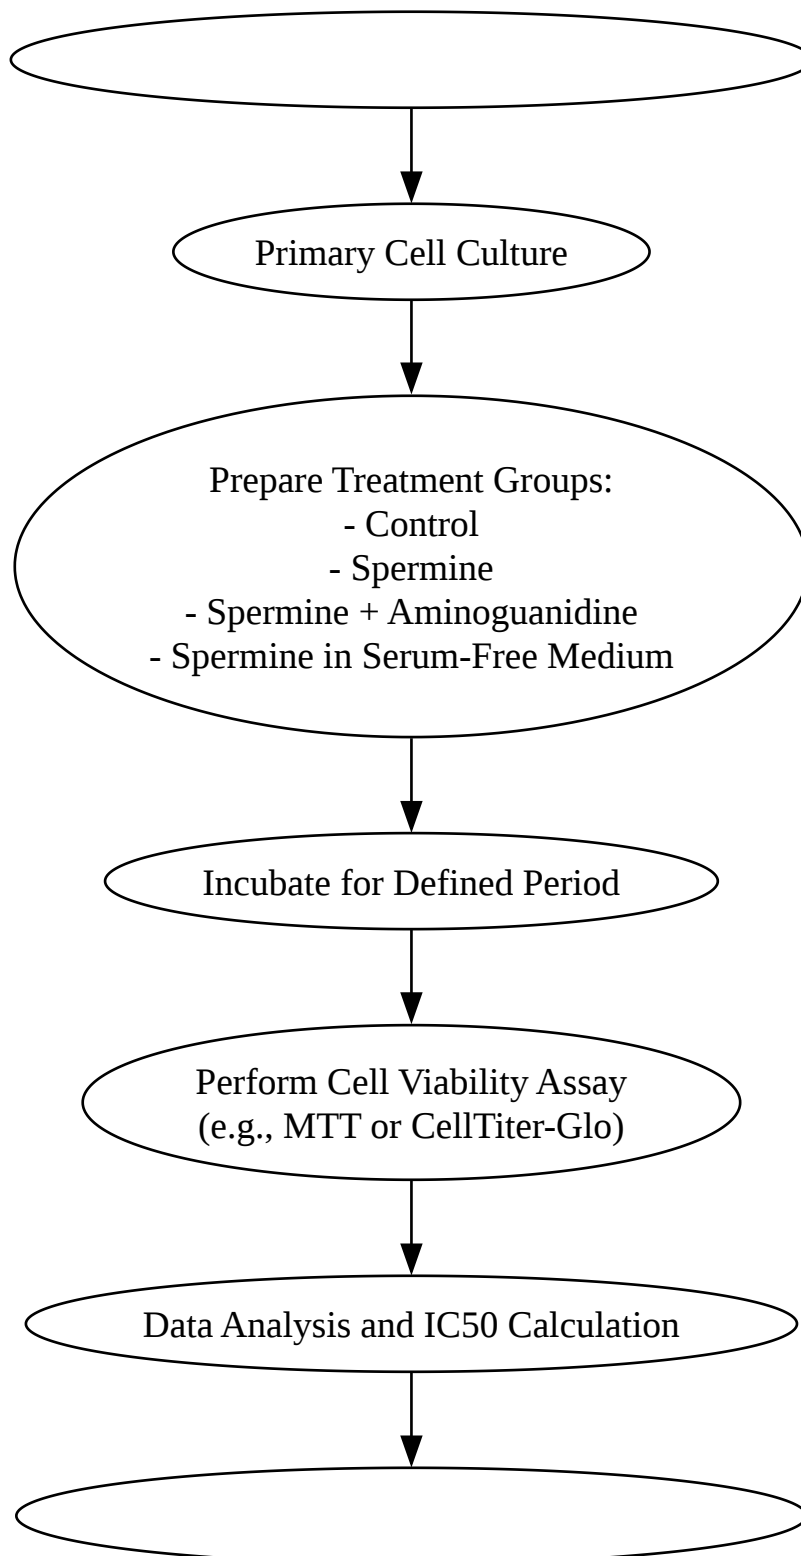 Primary Cell Culture
Prepare Treatment Groups:
- Control
- Spermine
- Spermine + Aminoguanidine
- Spermine in Serum-Free Medium
Incubate for Defined Period
Perform Cell Viability Assay
(e.g., MTT or CellTiter-Glo)
Data Analysis and IC50 Calculation